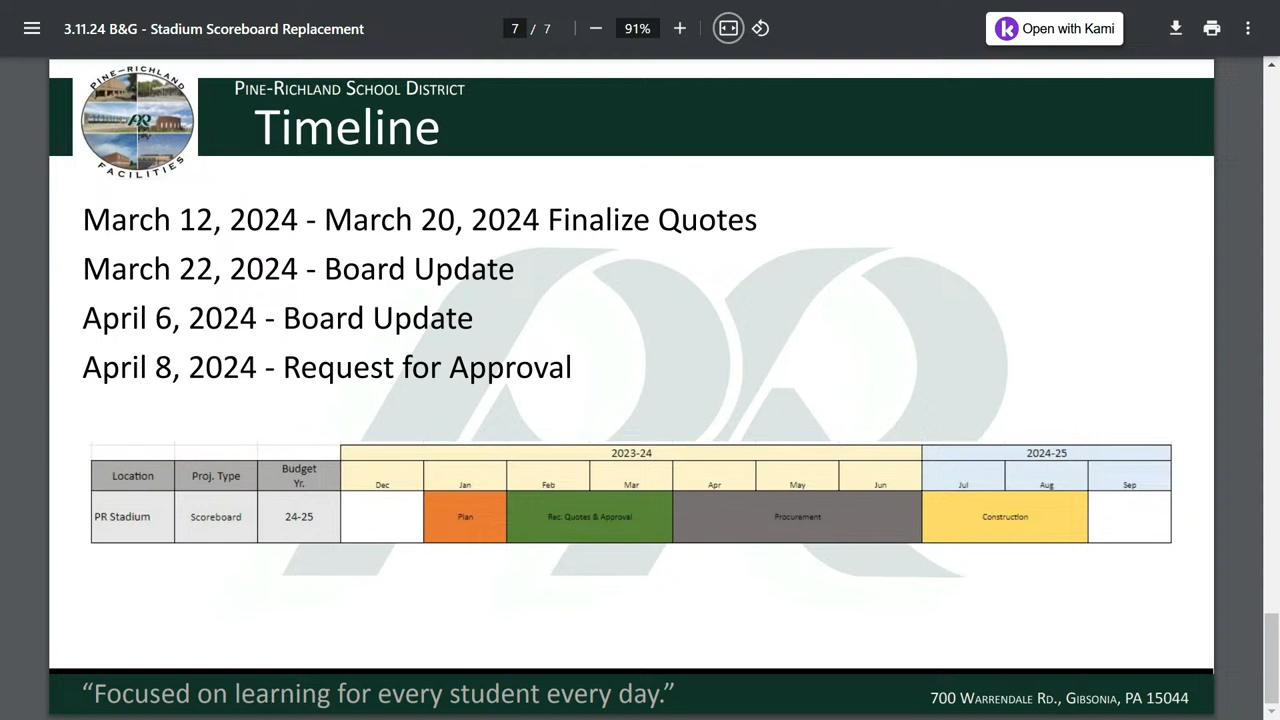 3.11.24 B&G - Stadium Scoreboard Replacement
7 / 7
91%
Open with Kami
PINE-RICHLAND
FACILITIES
PR
Pine-Richland School District
Timeline
March 12, 2024 - March 20, 2024 Finalize Quotes
March 22, 2024 - Board Update
April 6, 2024 - Board Update
April 8, 2024 - Request for Approval
2023-24 2024-25
Location Proj. Type Budget Yr. Dec Jan Feb Mar Apr May Jun Jul Aug Sep
PR Stadium Scoreboard 24-25 Plan Rec. Quotes & Approval Procurement Construction
“Focused on learning for every student every day.”
700 Warrendale Rd., Gibsonia, PA 15044